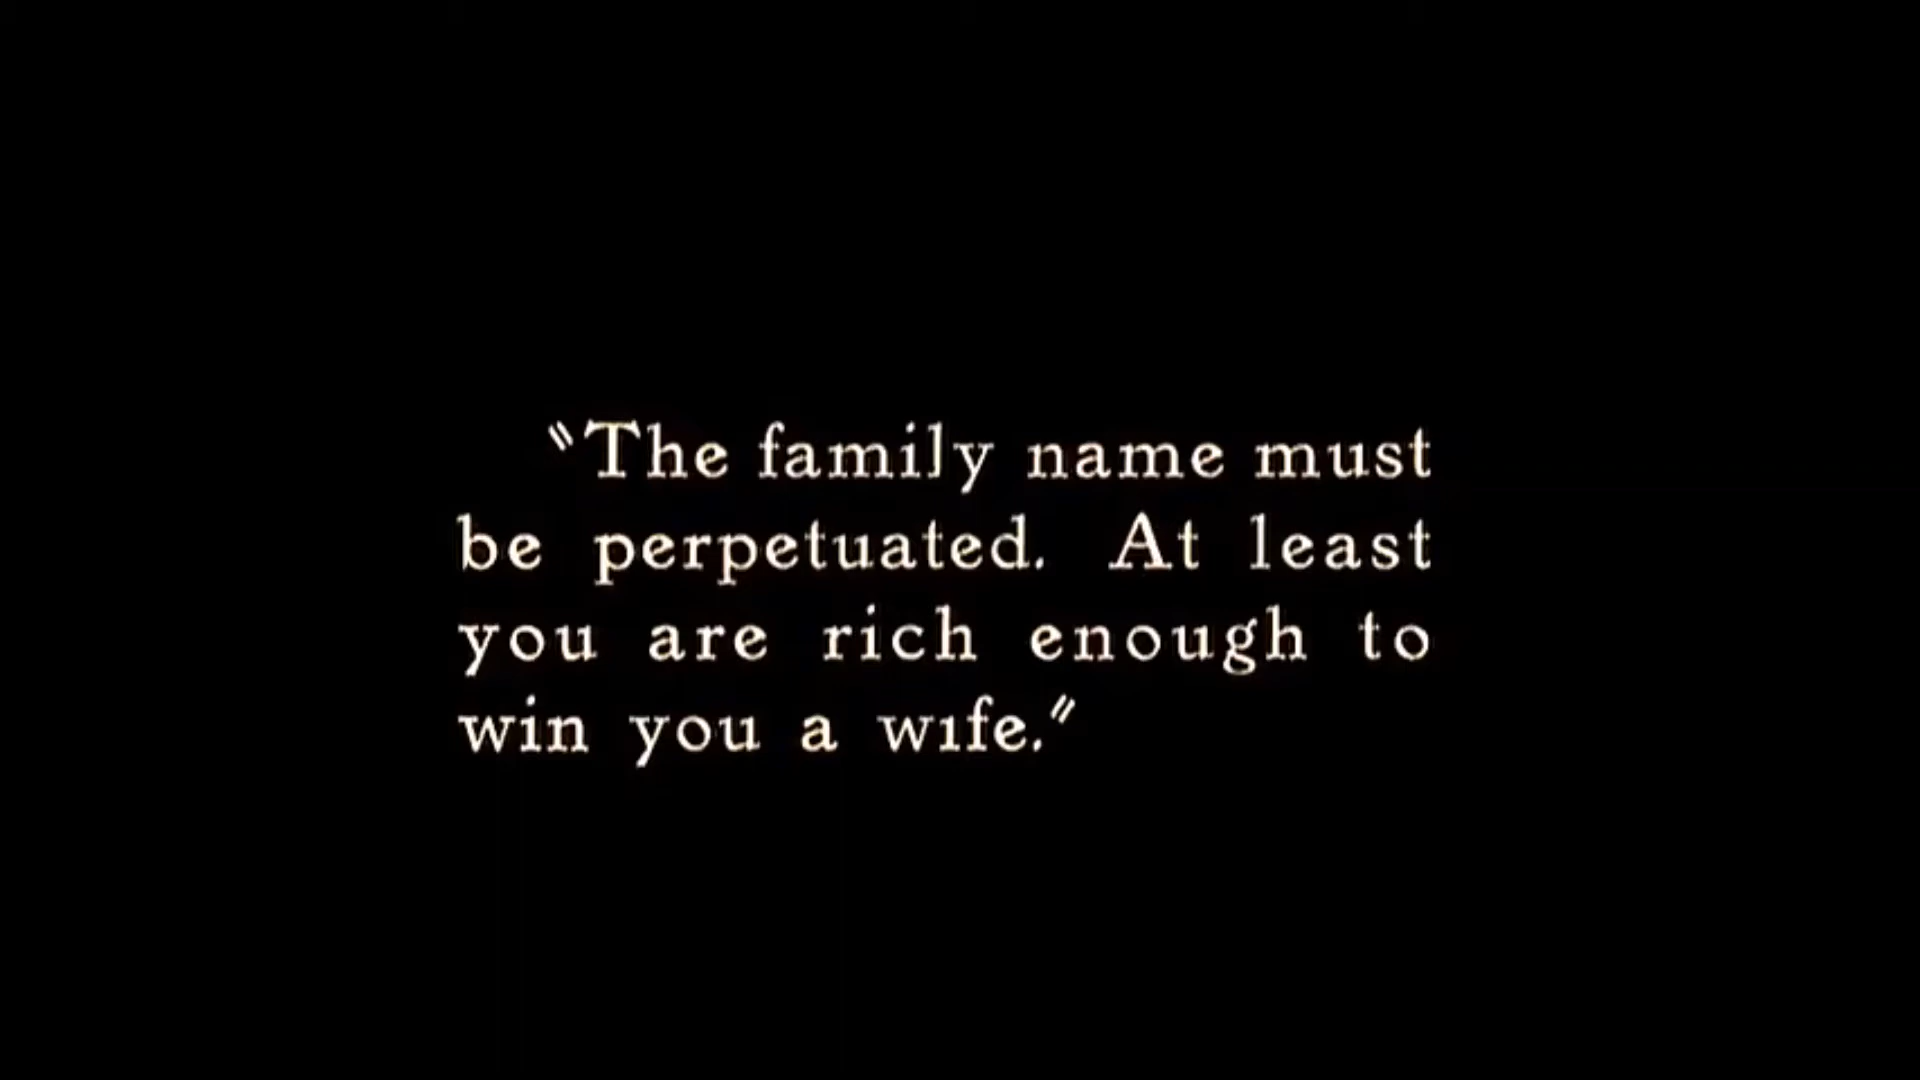 "The family name must
be perpetuated. At least
you are rich enough to
win you a wife."